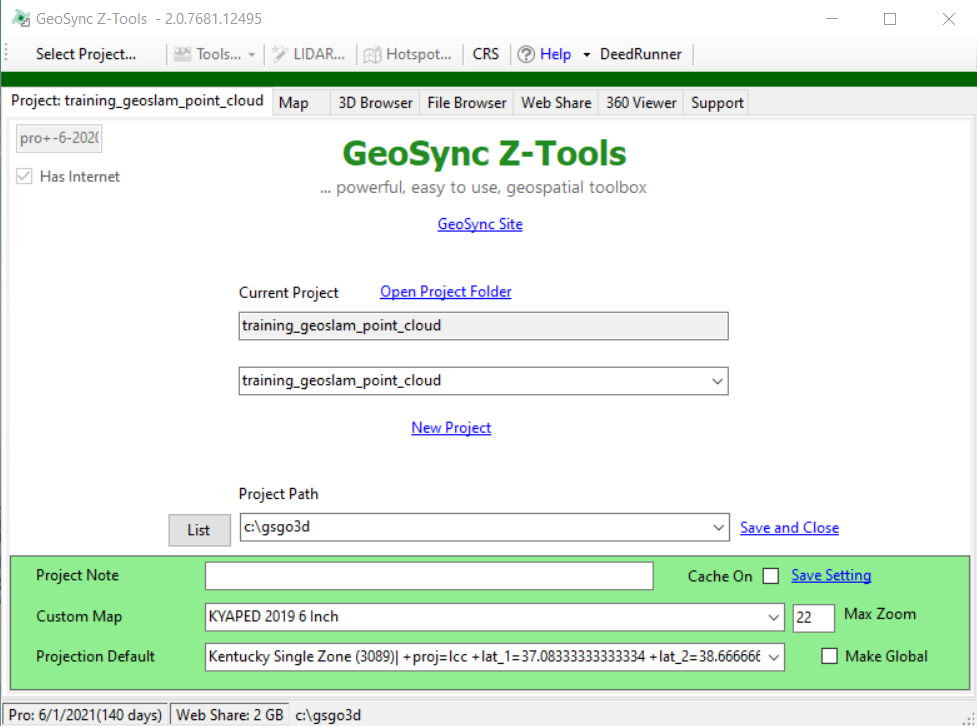 GeoSync Z-Tools - 2.0.7681.12495
Select Project... Tools... LIDAR... Hotspot... CRS Help DeedRunner
Project: training_geoslam_point_cloud Map 3D Browser File Browser Web Share 360 Viewer Support
pro+-6-202(
Has Internet
GeoSync Z-Tools
... powerful, easy to use, geospatial toolbox
GeoSync Site
Current Project Open Project Folder
training_geoslam_point_cloud
training_geoslam_point_cloud
New Project
Project Path
List c:\gsgo3d Save and Close
Project Note Cache On Save Setting
Custom Map KYAPED 2019 6 Inch 22 Max Zoom
Projection Default Kentucky Single Zone (3089)| +proj=lcc +lat_1=37.08333333333334 +lat_2=38.666666 Make Global
Pro: 6/1/2021(140 days) Web Share: 2 GB c:\gsgo3d